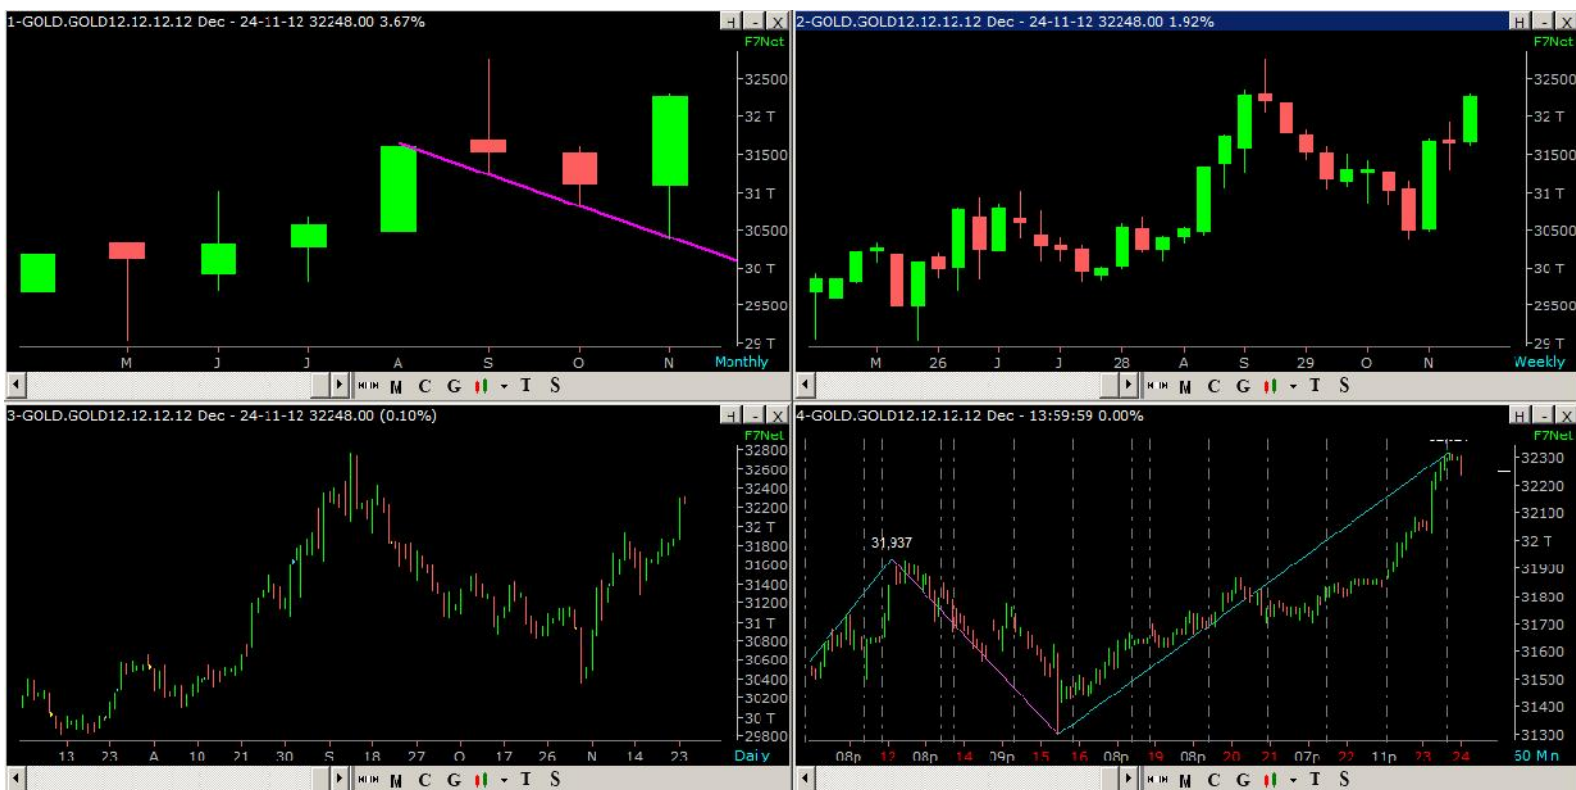 1-GOLD.GOLD12.12.12.12 Dec - 24-11-12 32248.00 3.67%
H - X
F7Net
32500
32 T
31500
31 T
30500
30 T
29500
29 T
M J J A S O N
Monthly
M C G T S
2-GOLD.GOLD12.12.12.12 Dec - 24-11-12 32248.00 1.92%
H - X
F7Net
32500
32 T
31500
31 T
30500
30 T
29500
29 T
M 26 J J 28 A S 29 O N
Weekly
M C G T S
3-GOLD.GOLD12.12.12.12 Dec - 24-11-12 32248.00 (0.10%)
H - X
F7Net
32800
32600
32400
32200
32 T
31800
31600
31400
31200
31 T
30800
30600
30400
30200
30 T
29800
13 23 A 10 21 30 S 18 27 O 17 26 N 14 23
Daily
M C G T S
4-GOLD.GOLD12.12.12.12 Dec - 13:59:59 0.00%
H - X
F7Net
32300
32200
32100
32 T
31900
31800
31700
31600
31500
31400
31300
31,937
08p 12 08p 14 09p 15 16 08p 19 08p 20 21 07p 22 11p 23 24
60 Mn
M C G T S